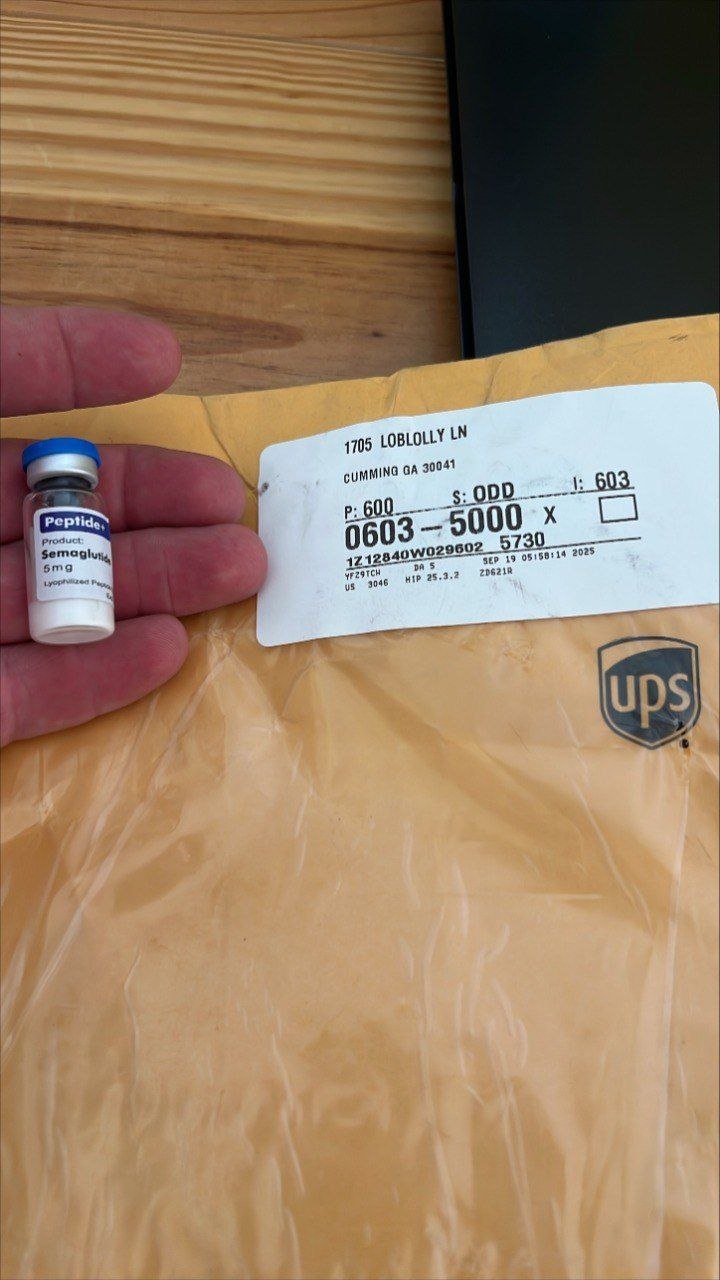 1705 LOBLOLLY LN
CUMMING GA 30041
P: 600 S: ODD I: 603
0603 – 5000 X
1Z12840W029602 5730
YFZ9TCH DA 5 SEP 19 05:58:14 2025
US 3046 HIP 25.3.2 ZD621R
Peptide+
Product:
Semaglutide
5mg
Lyophilized
ups